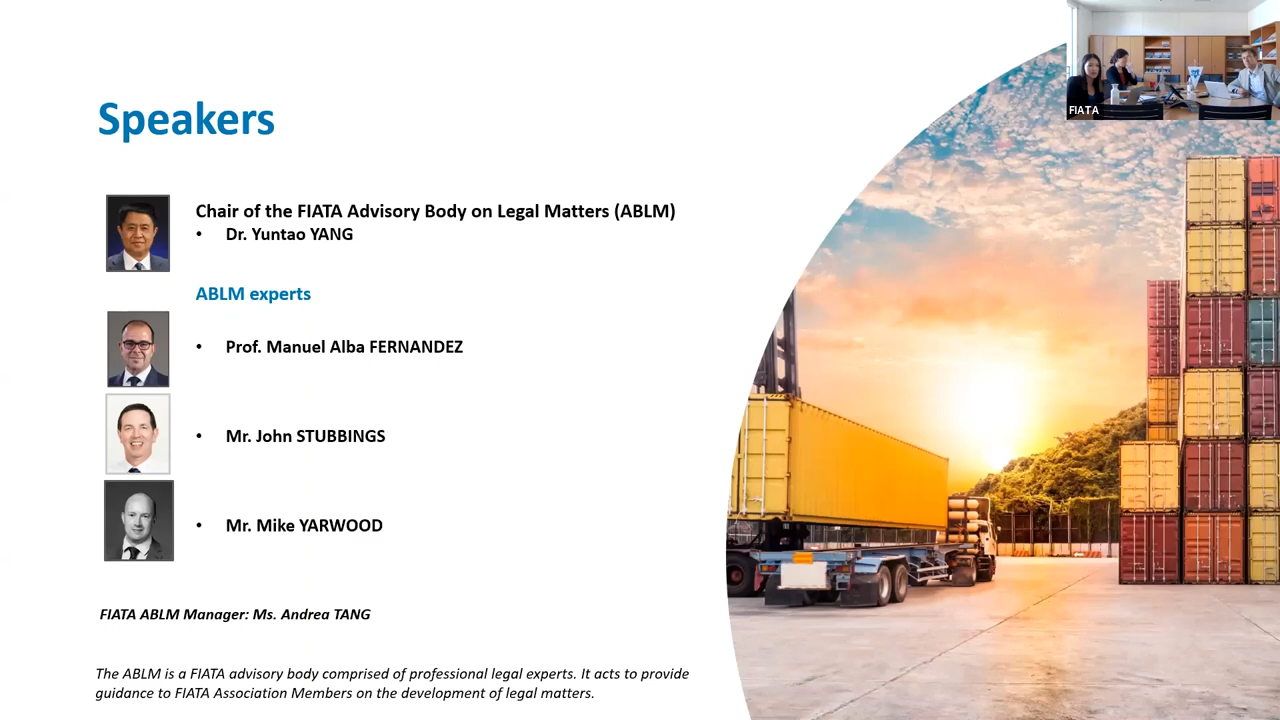 Speakers
Chair of the FIATA Advisory Body on Legal Matters (ABLM)
• Dr. Yuntao YANG
ABLM experts
• Prof. Manuel Alba FERNANDEZ
• Mr. John STUBBINGS
• Mr. Mike YARWOOD
FIATA ABLM Manager: Ms. Andrea TANG
The ABLM is a FIATA advisory body comprised of professional legal experts. It acts to provide
guidance to FIATA Association Members on the development of legal matters.
FIATA